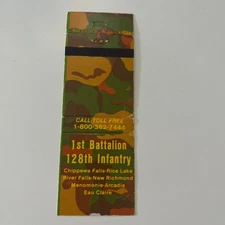 CALL TOLL FREE
1-800-362-7444
1st Battalion
128th Infantry
Chippewa Falls-Rice Lake
River Falls-New Richmond
Menomonie-Arcadia
Eau Claire